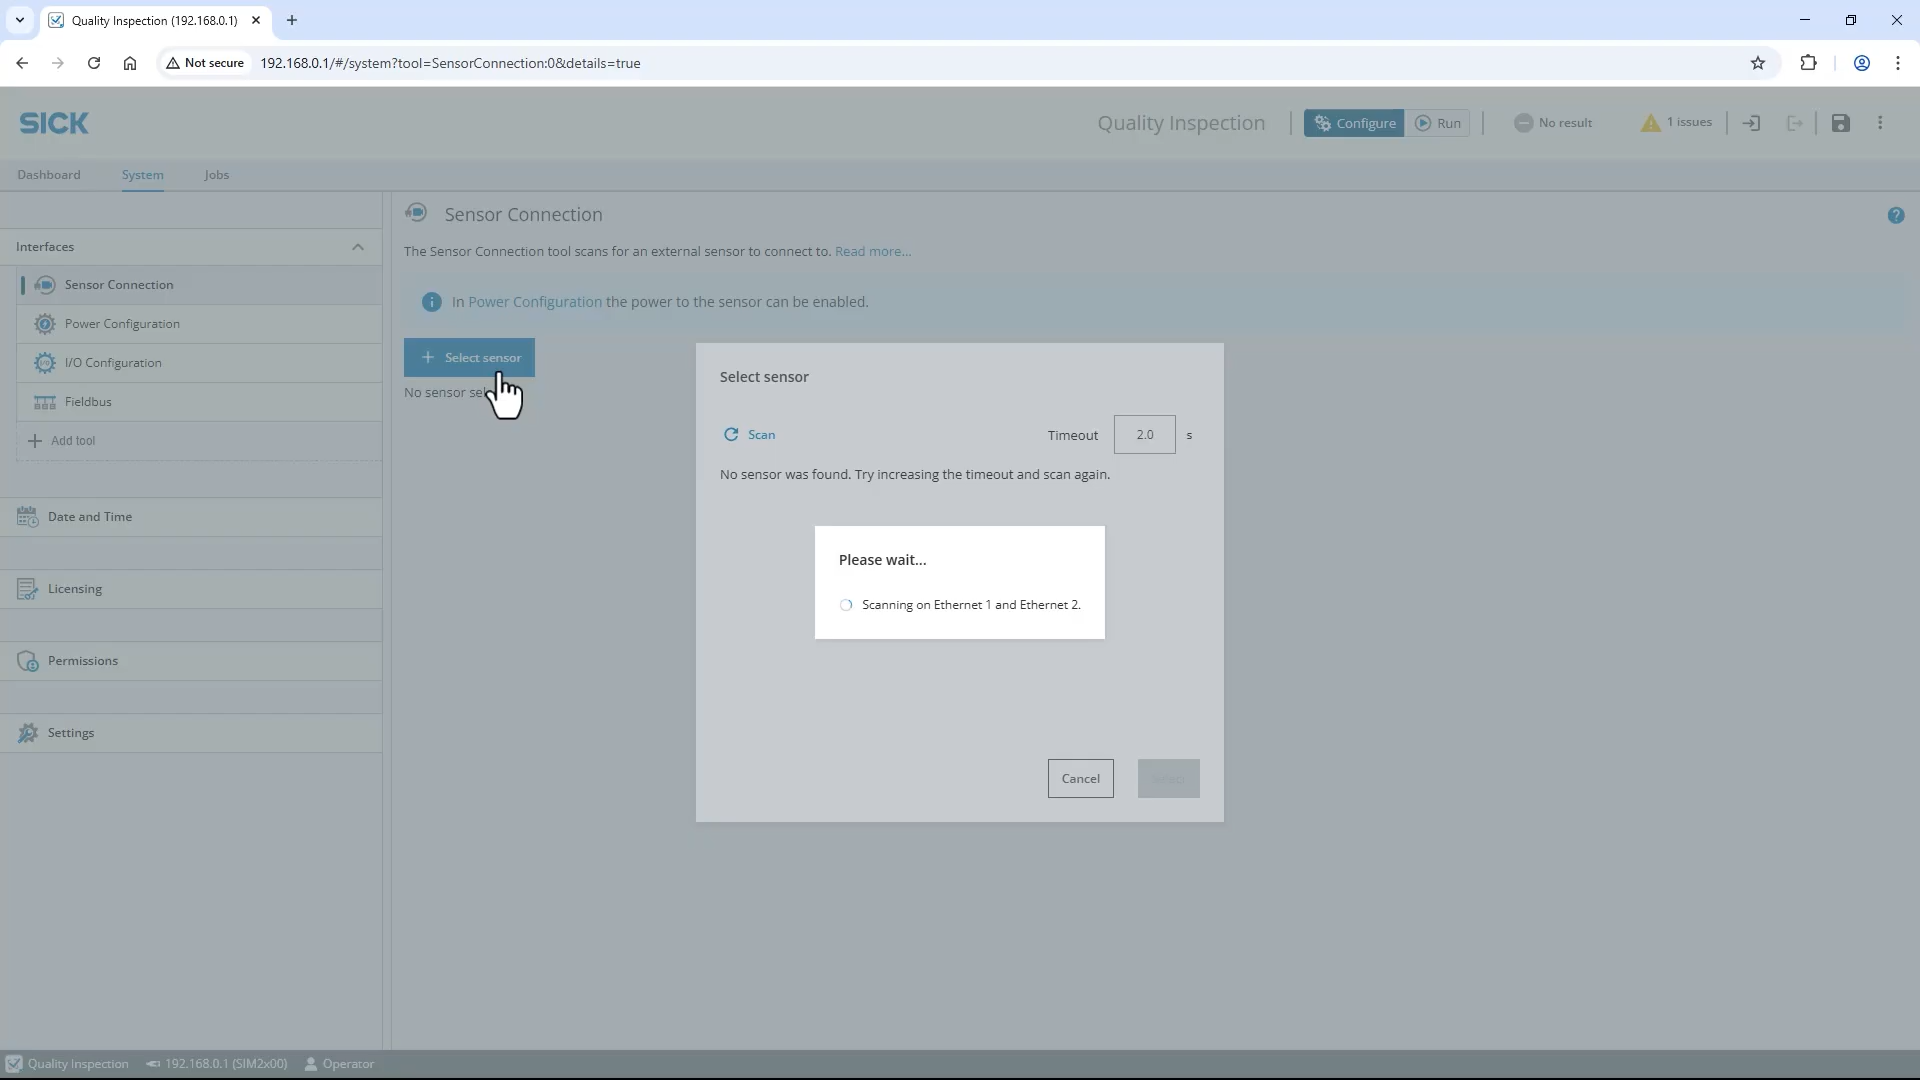 Quality Inspection (192.168.0.1)
Not secure
192.168.0.1/#/system?tool=SensorConnection:0&details=true
SICK
Quality Inspection
Configure
Run
No result
1 issues
Dashboard
System
Jobs
Interfaces
Sensor Connection
Power Configuration
I/O Configuration
Fieldbus
Add tool
Date and Time
Licensing
Permissions
Settings
Sensor Connection
The Sensor Connection tool scans for an external sensor to connect to. Read more...
In Power Configuration the power to the sensor can be enabled.
Select sensor
No sensor
Select sensor
Scan
Timeout 2.0 s
No sensor was found. Try increasing the timeout and scan again.
Please wait...
Scanning on Ethernet 1 and Ethernet 2.
Cancel
Quality Inspection
192.168.0.1 (SIM2x00)
Operator